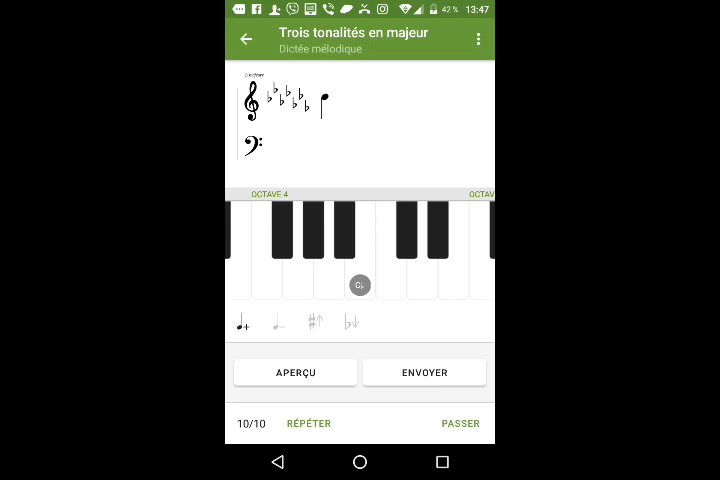 42 % 13:47
Trois tonalités en majeur
Dictée mélodique
OCTAVE 4 OCTAV
C♭
APERÇU ENVOYER
10/10 RÉPÉTER PASSER